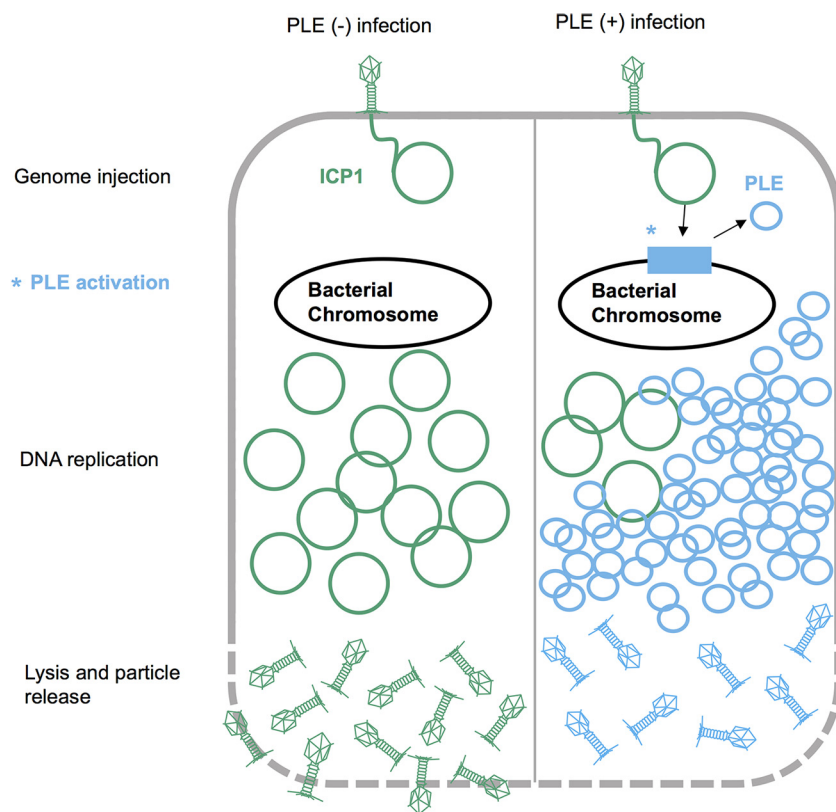 PLE (-) infection
PLE (+) infection
Genome injection
ICP1
PLE
*
* PLE activation
Bacterial
Chromosome
Bacterial
Chromosome
DNA replication
Lysis and particle
release